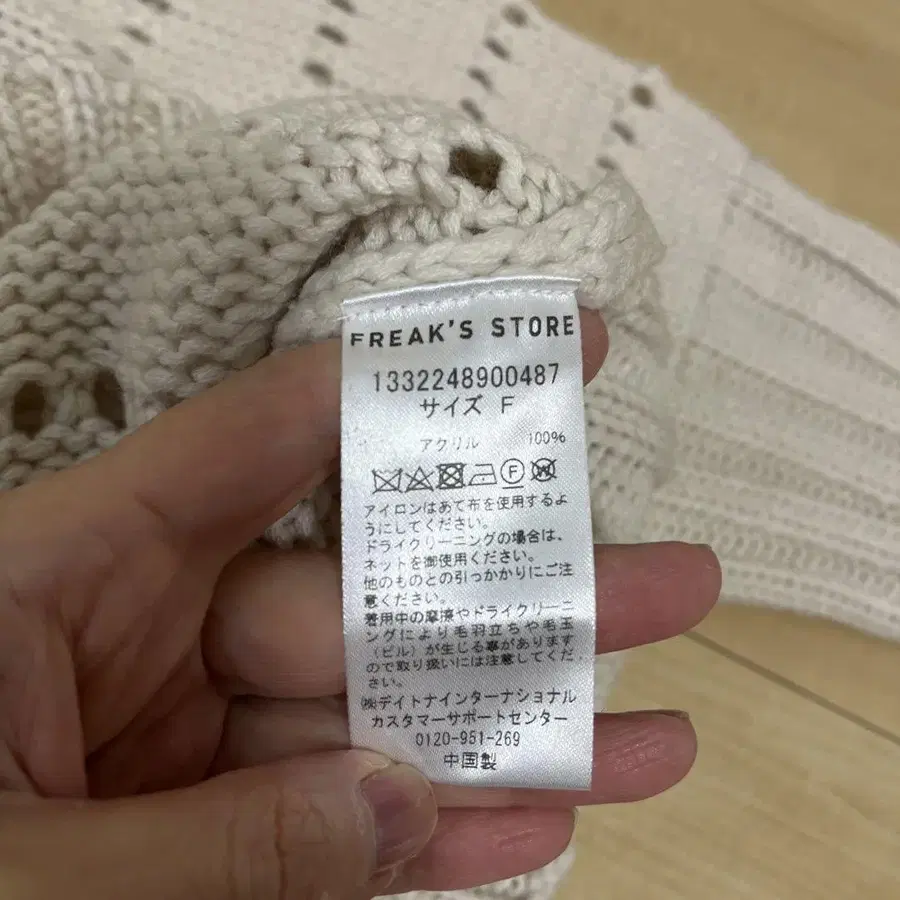 FREAK'S STORE
1332248900487
サイズ F
アクリル 100%
F W
アイロンはあて布を使用するよ
うにしてください。
ドライクリーニングの場合は、
ネットを御使用ください。
他のものとの引っかかりにご注
意ください。
着用中の摩擦やドライクリーニ
ングにより毛羽立ちや毛玉
(ピル)が生じる事があります
ので取り扱いには注意してくだ
さい。
㈱デイトナインターナショナル
カスタマーサポートセンター
0120-951-269
中国製